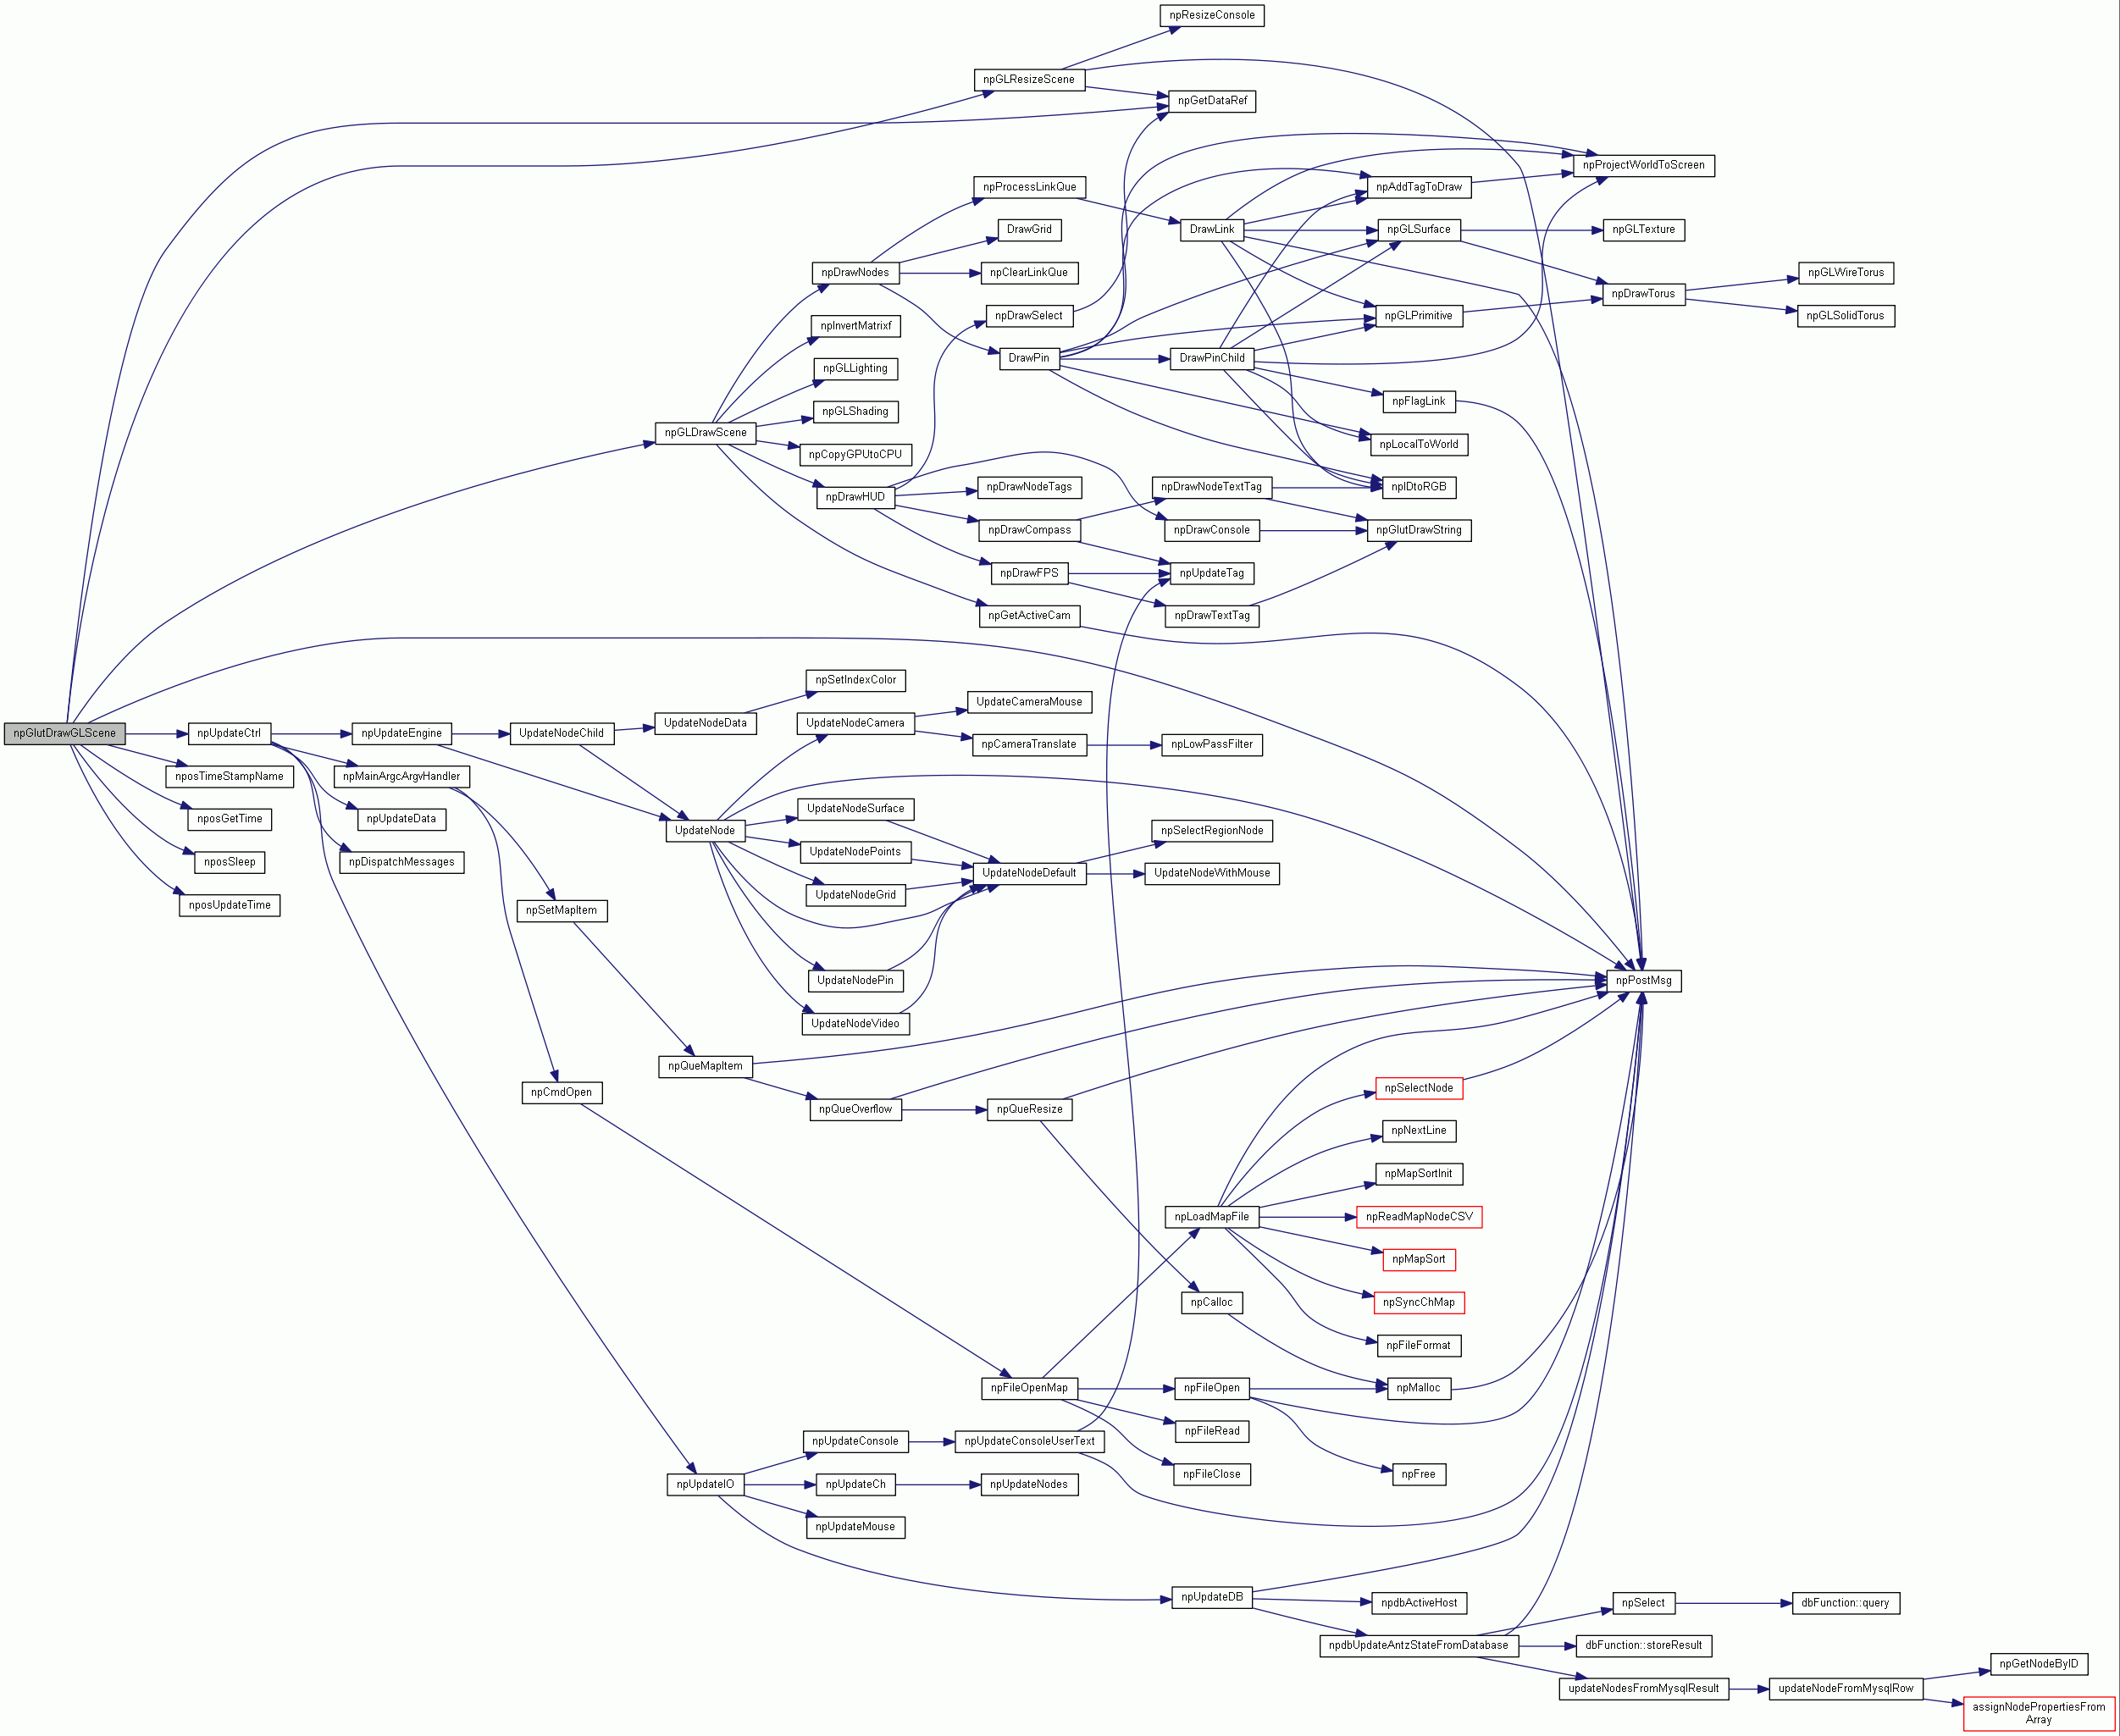 npResizeConsole
npGLResizeScene
npGetDataRef
npProjectWorldToScreen
npProcessLinkQue
npAddTagToDraw
DrawGrid
DrawLink
npGLSurface
npGLTexture
npDrawNodes
npClearLinkQue
npGLWireTorus
npDrawTorus
npDrawSelect
npGLPrimitive
npGLSolidTorus
npInvertMatrixf
DrawPin
DrawPinChild
npGLLighting
npFlagLink
npGLShading
npGLDrawScene
npLocalToWorld
npCopyGPUtoCPU
npDrawHUD
npDrawNodeTags
npDrawNodeTextTag
npIDtoRGB
npDrawCompass
npDrawConsole
npGlutDrawString
npDrawFPS
npUpdateTag
npGetActiveCam
npDrawTextTag
npSetIndexColor
UpdateCameraMouse
npGlutDrawGLScene
npUpdateCtrl
npUpdateEngine
UpdateNodeChild
UpdateNodeData
UpdateNodeCamera
npCameraTranslate
npLowPassFilter
nposTimeStampName
npMainArgcArgvHandler
nposGetTime
npUpdateData
UpdateNodeSurface
UpdateNode
npSelectRegionNode
UpdateNodePoints
nposSleep
npDispatchMessages
UpdateNodeDefault
UpdateNodeWithMouse
UpdateNodeGrid
nposUpdateTime
npSetMapItem
UpdateNodePin
npPostMsg
UpdateNodeVideo
npQueMapItem
npCmdOpen
npSelectNode
npQueOverflow
npQueResize
npNextLine
npMapSortInit
npLoadMapFile
npReadMapNodeCSV
npMapSort
npCalloc
npSyncChMap
npFileFormat
npFileOpenMap
npFileOpen
npMalloc
npFileRead
npUpdateConsole
npUpdateConsoleUserText
npFileClose
npFree
npUpdateIO
npUpdateCh
npUpdateNodes
npUpdateMouse
npUpdateDB
npdbActiveHost
npSelect
dbFunction::query
npdbUpdateAntzStateFromDatabase
dbFunction::storeResult
npGetNodeByID
updateNodesFromMysqlResult
updateNodeFromMysqlRow
assignNodePropertiesFrom
Array